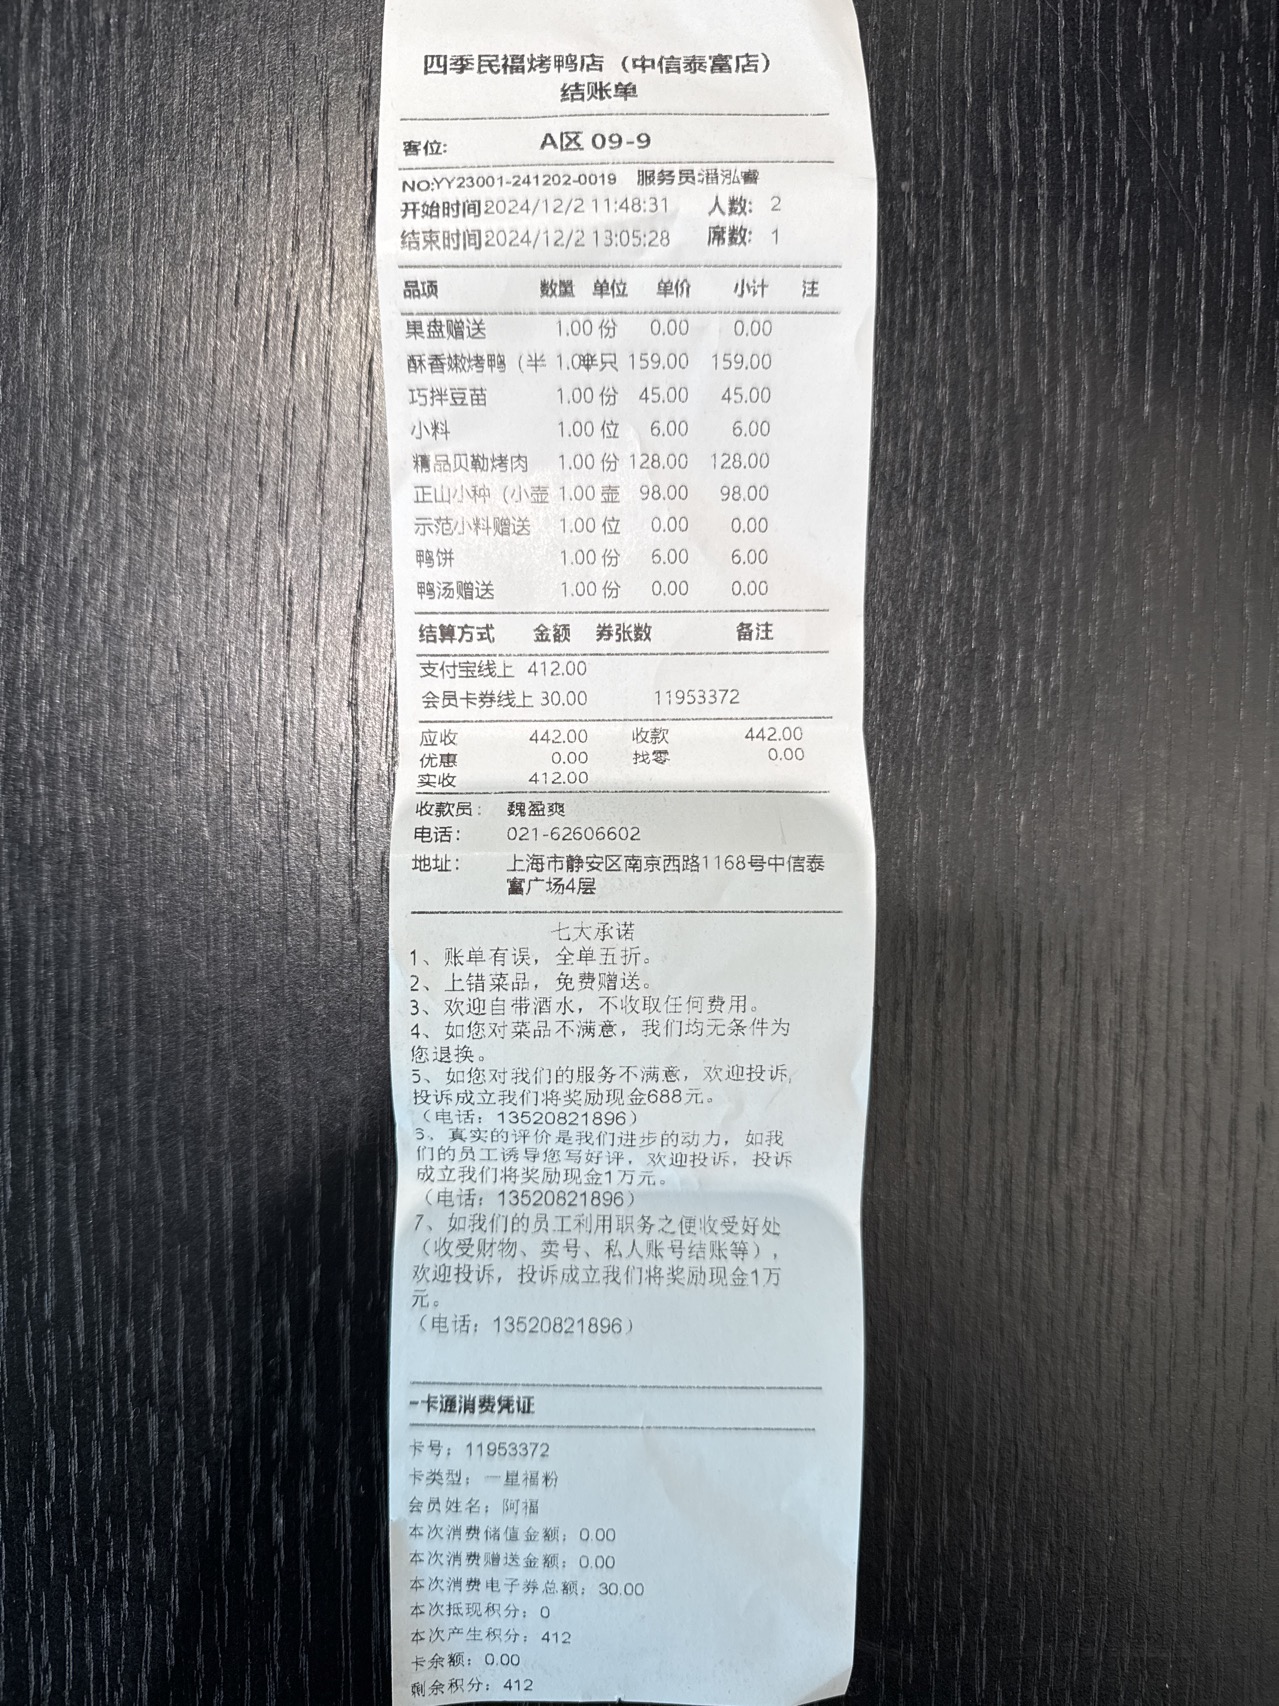 四季民福烤鸭店（中信泰富店）
结账单
客位: A区 09-9
NO:YY23001-241202-0019 服务员:潘泓睿
开始时间2024/12/2 11:48:31 人数: 2
结束时间2024/12/2 13:05:28 席数: 1
品项 数量 单位 单价 小计 注
果盘赠送 1.00 份 0.00 0.00
酥香嫩烤鸭（半 1.00半只 159.00 159.00
巧拌豆苗 1.00 份 45.00 45.00
小料 1.00 位 6.00 6.00
精品贝勒烤肉 1.00 份 128.00 128.00
正山小种（小壶 1.00 壶 98.00 98.00
示范小料赠送 1.00 位 0.00 0.00
鸭饼 1.00 份 6.00 6.00
鸭汤赠送 1.00 份 0.00 0.00
结算方式 金额 券张数 备注
支付宝线上 412.00
会员卡券线上 30.00 11953372
应收 442.00 收款 442.00
优惠 0.00 找零 0.00
实收 412.00
收款员: 魏盈爽
电话: 021-62606602
地址: 上海市静安区南京西路1168号中信泰
富广场4层
七大承诺
1、账单有误，全单五折。
2、上错菜品，免费赠送。
3、欢迎自带酒水，不收取任何费用。
4、如您对菜品不满意，我们均无条件为
您退换。
5、如您对我们的服务不满意，欢迎投诉,
投诉成立我们将奖励现金688元。
（电话：13520821896）
6、真实的评价是我们进步的动力，如我
们的员工诱导您写好评，欢迎投诉，投诉
成立我们将奖励现金1万元。
（电话：13520821896）
7、如我们的员工利用职务之便收受好处
（收受财物、卖号、私人账号结账等），
欢迎投诉，投诉成立我们将奖励现金1万
元。
（电话：13520821896）
一卡通消费凭证
卡号：11953372
卡类型：一星福粉
会员姓名：阿福
本次消费储值金额：0.00
本次消费赠送金额：0.00
本次消费电子券总额：30.00
本次抵现积分：0
本次产生积分：412
卡余额：0.00
剩余积分：412